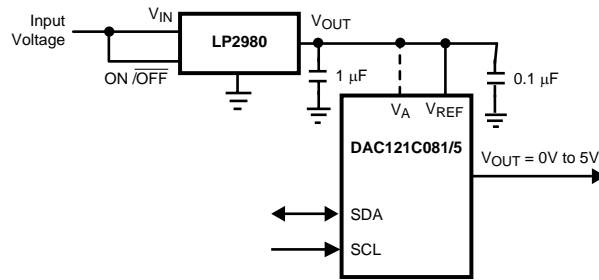 Input
Voltage
VIN
LP2980
VOUT
ON /OFF
1 μF
0.1 μF
VA
VREF
DAC121C081/5
VOUT = 0V to 5V
SDA
SCL